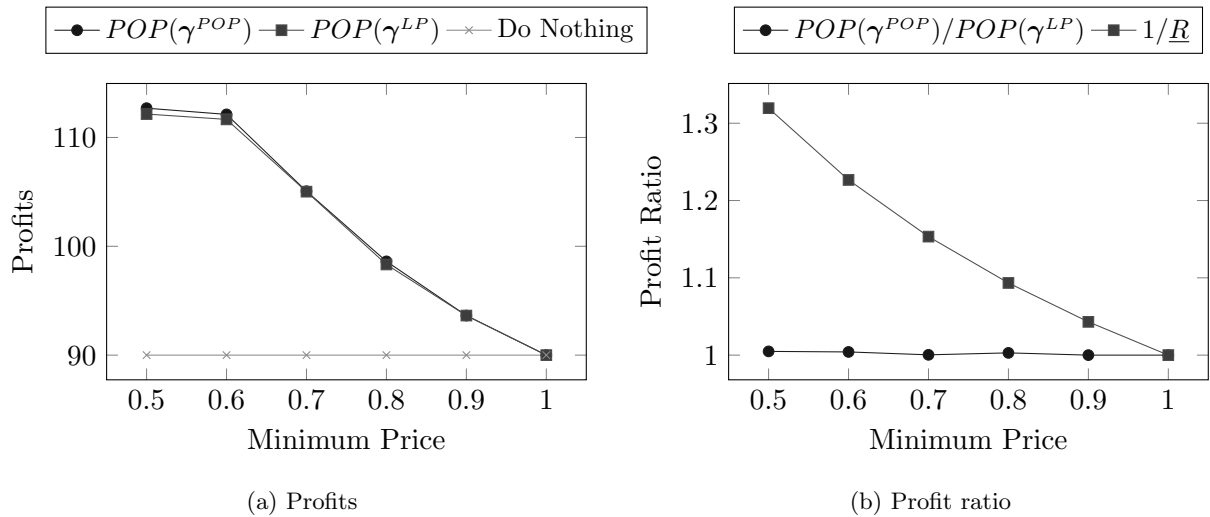 POP(γ^POP) POP(γ^LP) Do Nothing
110
100
90
0.5 0.6 0.7 0.8 0.9 1
Minimum Price
Profits
(a) Profits
POP(γ^POP)/POP(γ^LP) 1/R
1.3
1.2
1.1
1
0.5 0.6 0.7 0.8 0.9 1
Minimum Price
Profit Ratio
(b) Profit ratio